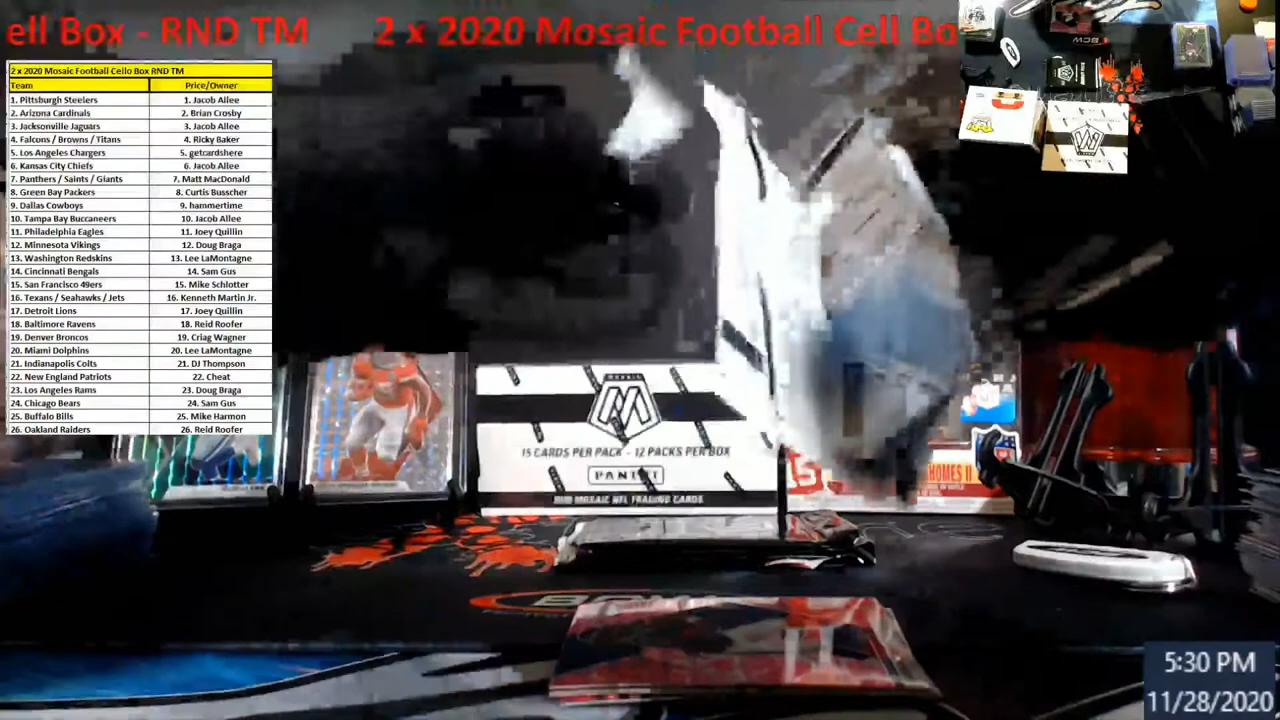 ell Box - RND TM 2 x 2020 Mosaic Football Cell Bo
2 x 2020 Mosaic Football Cello Box RND TM
Team Price/Owner
1. Pittsburgh Steelers 1. Jacob Allee
2. Arizona Cardinals 2. Brian Crosby
3. Jacksonville Jaguars 3. Jacob Allee
4. Falcons / Browns / Titans 4. Ricky Baker
5. Los Angeles Chargers 5. getcardshere
6. Kansas City Chiefs 6. Jacob Allee
7. Panthers / Saints / Giants 7. Matt MacDonald
8. Green Bay Packers 8. Curtis Busscher
9. Dallas Cowboys 9. hammertime
10. Tampa Bay Buccaneers 10. Jacob Allee
11. Philadelphia Eagles 11. Joey Quillin
12. Minnesota Vikings 12. Doug Braga
13. Washington Redskins 13. Lee LaMontagne
14. Cincinnati Bengals 14. Sam Gus
15. San Francisco 49ers 15. Mike Schlotter
16. Texans / Seahawks / Jets 16. Kenneth Martin Jr.
17. Detroit Lions 17. Joey Quillin
18. Baltimore Ravens 18. Reid Roofer
19. Denver Broncos 19. Criag Wagner
20. Miami Dolphins 20. Lee LaMontagne
21. Indianapolis Colts 21. DJ Thompson
22. New England Patriots 22. Cheat
23. Los Angeles Rams 23. Doug Braga
24. Chicago Bears 24. Sam Gus
25. Buffalo Bills 25. Mike Harmon
26. Oakland Raiders 26. Reid Roofer
MOSAIC
15 CARDS PER PACK - 12 PACKS PER BOX
PANINI
2020 MOSAIC NFL TRADING CARDS
15
HOMES II
NFL
BCW
BCW
5:30 PM
11/28/2020